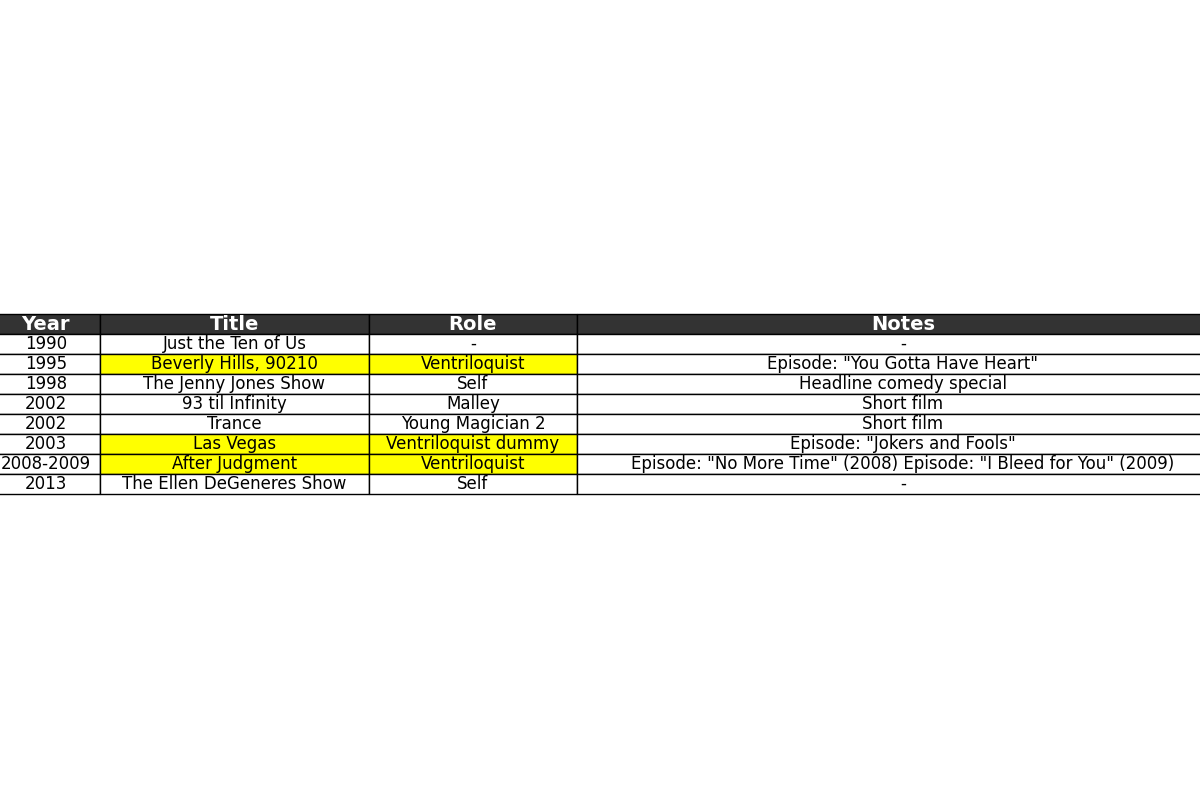 Year Title Role Notes
1990 Just the Ten of Us - -
1995 Beverly Hills, 90210 Ventriloquist Episode: "You Gotta Have Heart"
1998 The Jenny Jones Show Self Headline comedy special
2002 93 til Infinity Malley Short film
2002 Trance Young Magician 2 Short film
2003 Las Vegas Ventriloquist dummy Episode: "Jokers and Fools"
2008-2009 After Judgment Ventriloquist Episode: "No More Time" (2008) Episode: "I Bleed for You" (2009)
2013 The Ellen DeGeneres Show Self -